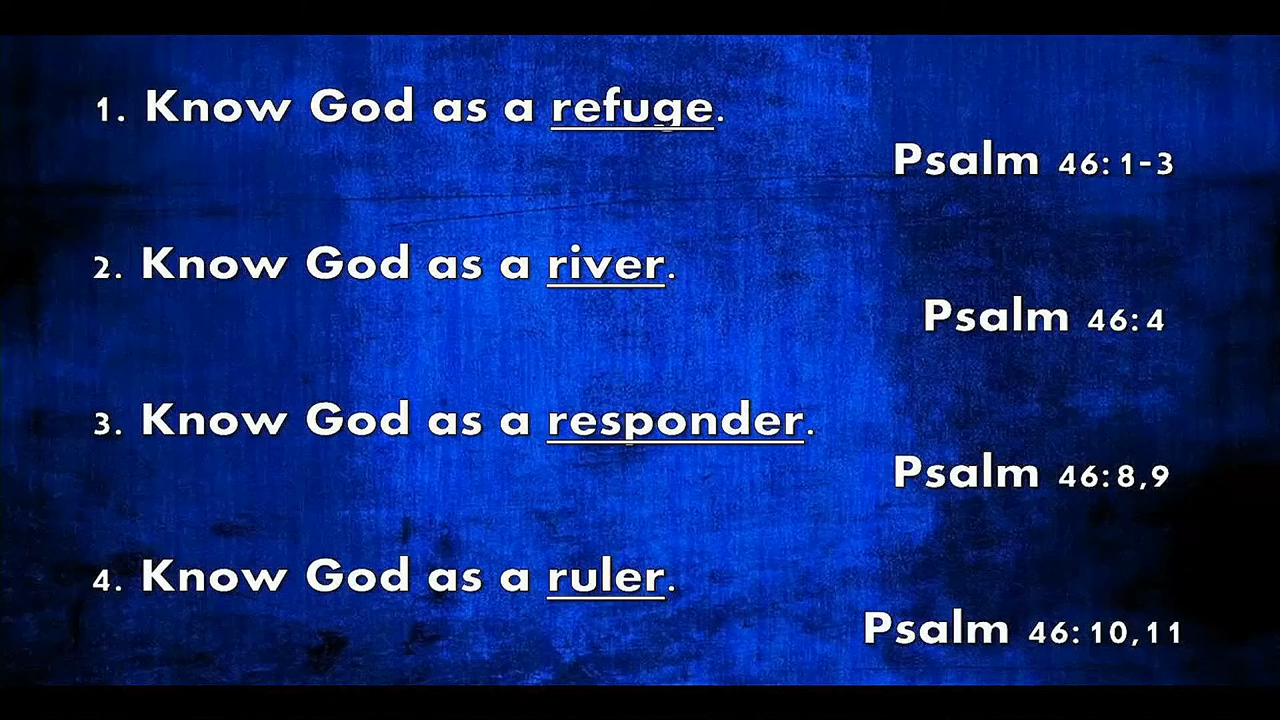 1. Know God as a refuge.
Psalm 46:1-3
2. Know God as a river.
Psalm 46:4
3. Know God as a responder.
Psalm 46:8,9
4. Know God as a ruler.
Psalm 46:10,11